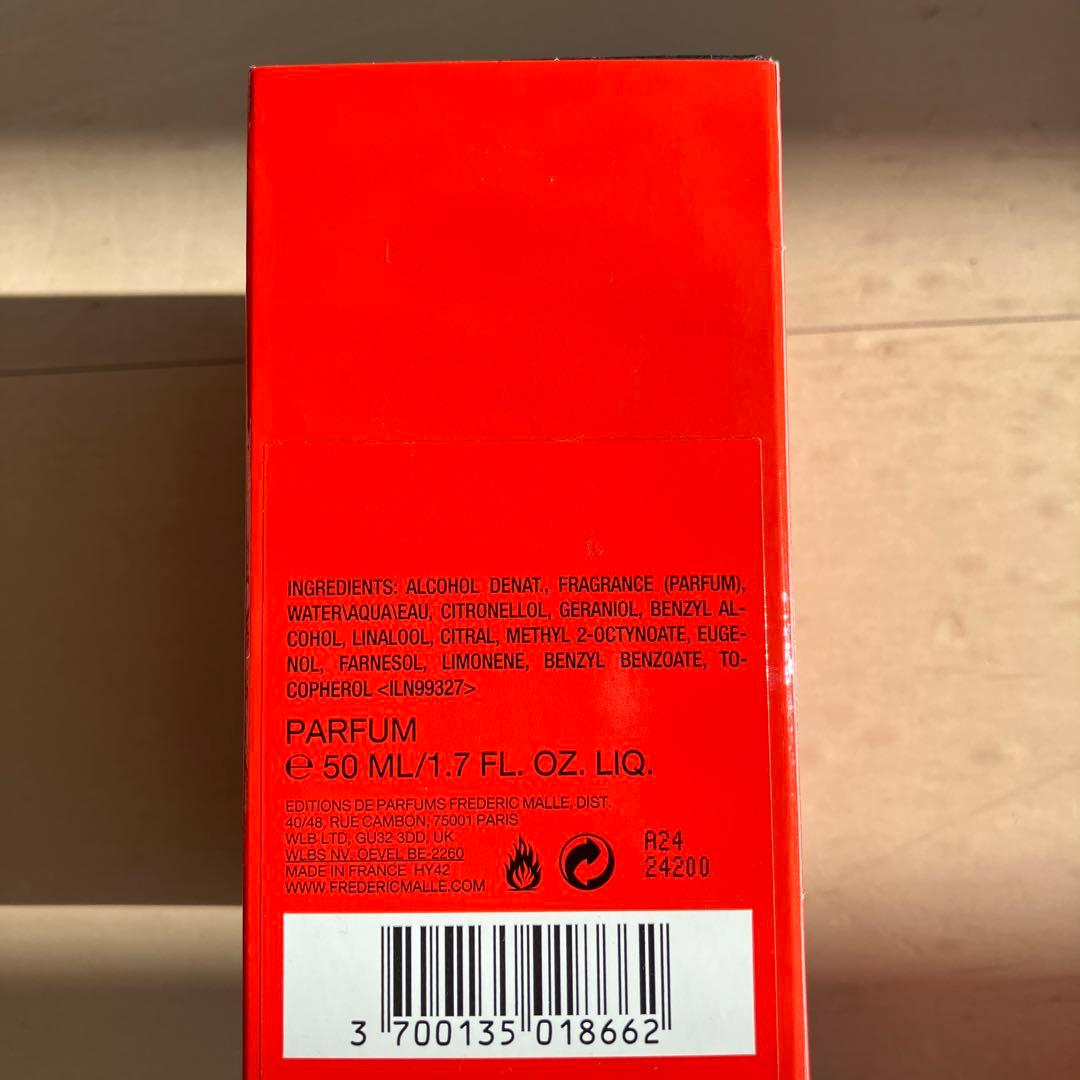 INGREDIENTS: ALCOHOL DENAT., FRAGRANCE (PARFUM),
WATER\AQUA\EAU, CITRONELLOL, GERANIOL, BENZYL AL-
COHOL, LINALOOL, CITRAL, METHYL 2-OCTYNOATE, EUGE-
NOL, FARNESOL, LIMONENE, BENZYL BENZOATE, TO-
COPHEROL <ILN99327>
PARFUM
℮ 50 ML/1.7 FL. OZ. LIQ.
EDITIONS DE PARFUMS FREDERIC MALLE, DIST.
40/48, RUE CAMBON, 75001 PARIS
WLB LTD, GU32 3DD, UK
WLBS NV. OEVEL BE-2260
MADE IN FRANCE HY42
WWW.FREDERICMALLE.COM
A24
24200
3 700135 018662